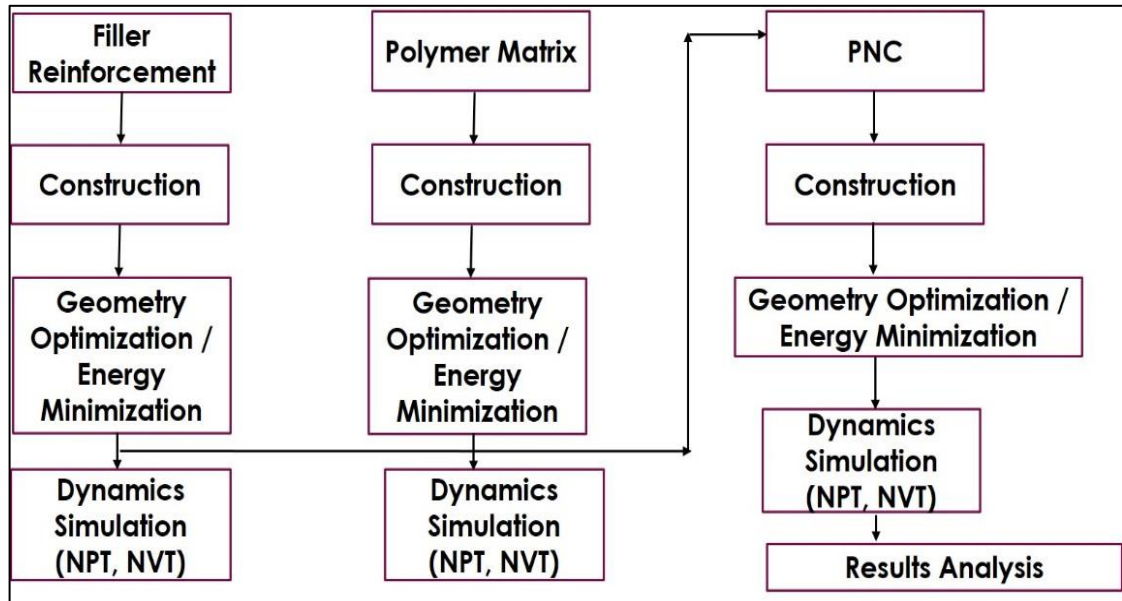 Filler
Reinforcement
Construction
Geometry
Optimization /
Energy
Minimization
Dynamics
Simulation
(NPT, NVT)
Polymer Matrix
Construction
Geometry
Optimization /
Energy
Minimization
Dynamics
Simulation
(NPT, NVT)
PNC
Construction
Geometry Optimization /
Energy Minimization
Dynamics
Simulation
(NPT, NVT)
Results Analysis